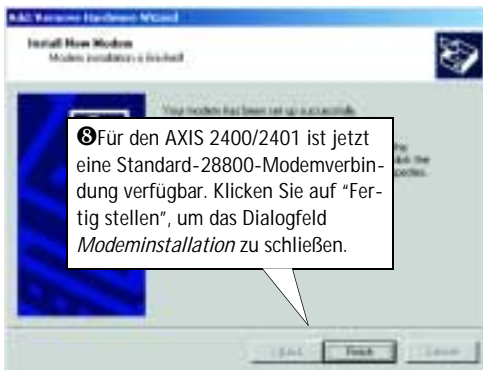 Add/Remove Hardware Wizard
Install New Modem
Modem installation is finished!
Your modem has been set up successfully.
❽Für den AXIS 2400/2401 ist jetzt
eine Standard-28800-Modemverbin-
dung verfügbar. Klicken Sie auf "Fer-
tig stellen", um das Dialogfeld
Modeminstallation zu schließen.
< Back
Finish
Cancel